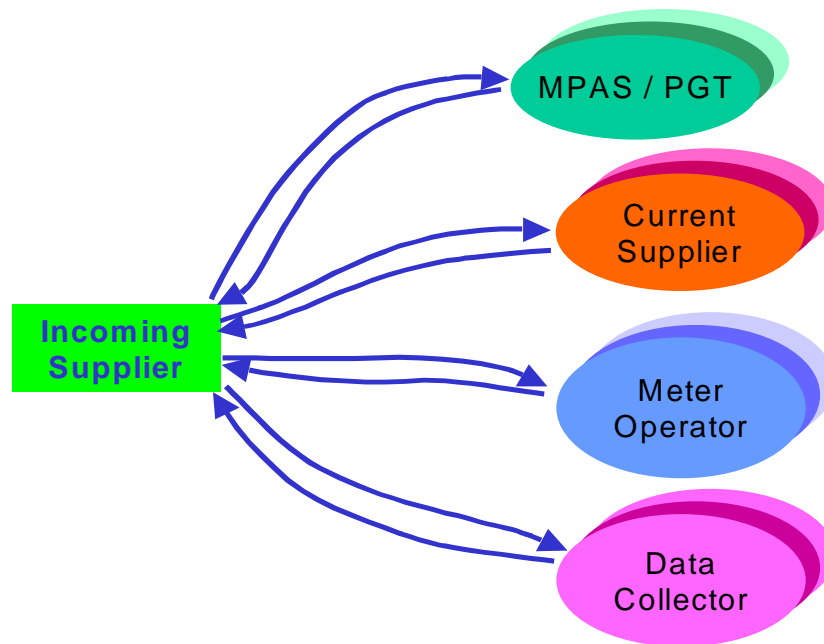 MPAS / PGT
Current
Supplier
Incoming
Supplier
Meter
Operator
Data
Collector